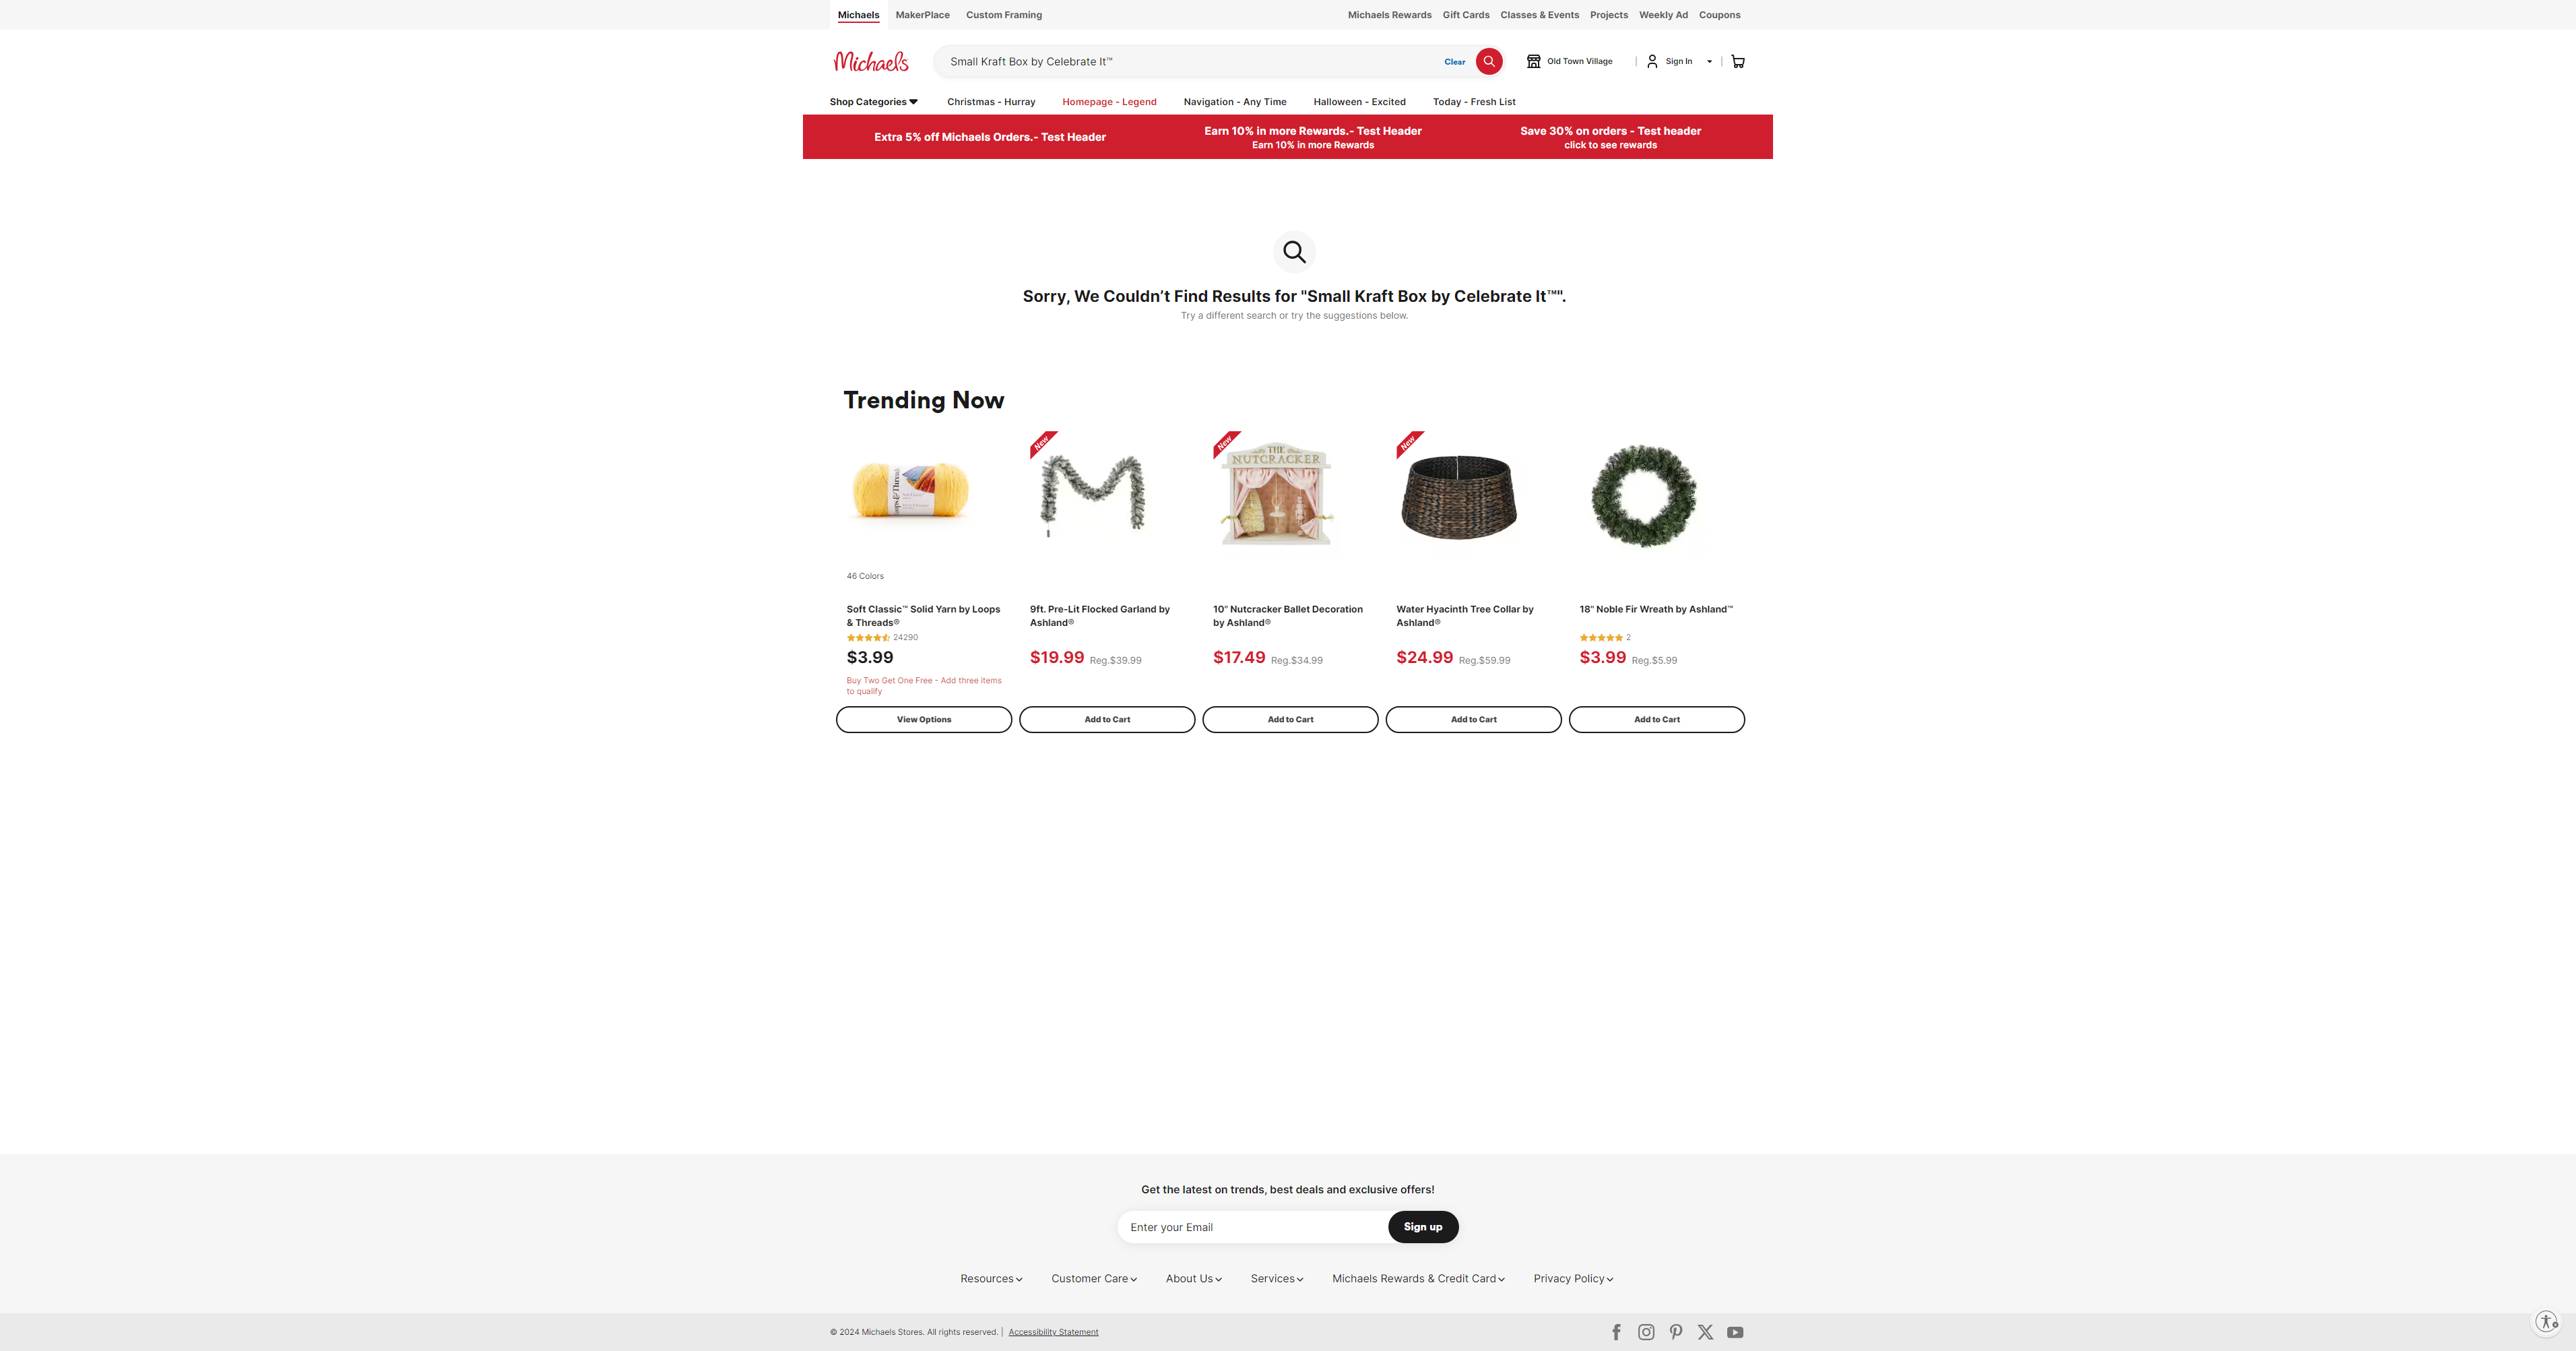 Michaels MakerPlace Custom Framing Michaels Rewards Gift Cards Classes & Events Projects Weekly Ad Coupons
Michaels Small Kraft Box by Celebrate It™ Clear Old Town Village | Sign In |
Shop Categories Christmas - Hurray Homepage - Legend Navigation - Any Time Halloween - Excited Today - Fresh List
Extra 5% off Michaels Orders.- Test Header
Earn 10% in more Rewards.- Test Header
Earn 10% in more Rewards
Save 30% on orders - Test header
click to see rewards
Sorry, We Couldn’t Find Results for "Small Kraft Box by Celebrate It™".
Try a different search or try the suggestions below.
Trending Now
New
New
THE
NUTCRACKER
New
46 Colors
Soft Classic™ Solid Yarn by Loops
& Threads®
24290
$3.99
Buy Two Get One Free - Add three items
to qualify
View Options
9ft. Pre-Lit Flocked Garland by
Ashland®
$19.99 Reg.$39.99
Add to Cart
10" Nutcracker Ballet Decoration
by Ashland®
$17.49 Reg.$34.99
Add to Cart
Water Hyacinth Tree Collar by
Ashland®
$24.99 Reg.$59.99
Add to Cart
18" Noble Fir Wreath by Ashland™
2
$3.99 Reg.$5.99
Add to Cart
Get the latest on trends, best deals and exclusive offers!
Enter your Email Sign up
Resources Customer Care About Us Services Michaels Rewards & Credit Card Privacy Policy
© 2024 Michaels Stores. All rights reserved. | Accessibility Statement